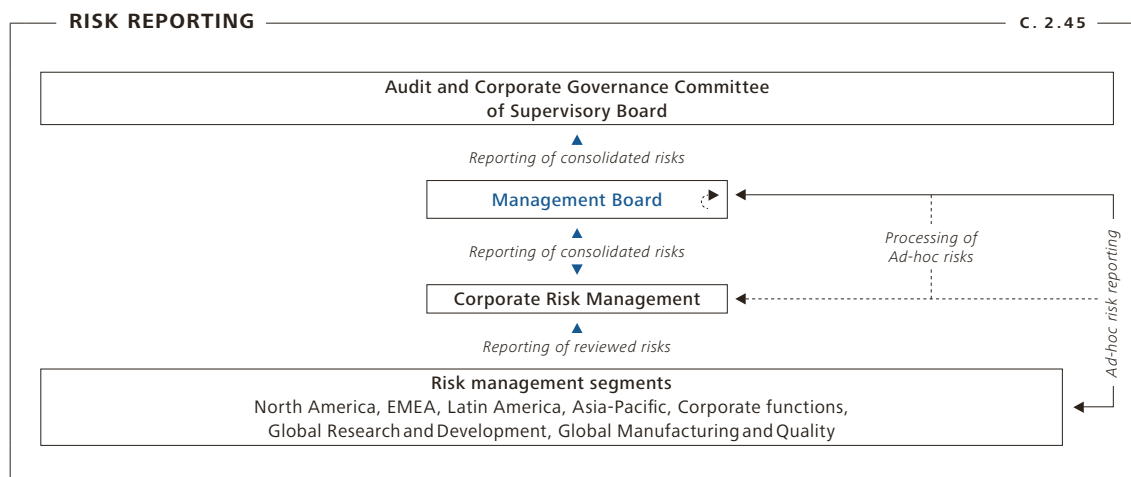 RISK REPORTING
C. 2.45
Audit and Corporate Governance Committee
of Supervisory Board
Reporting of consolidated risks
Management Board
Processing of
Ad-hoc risks
Reporting of consolidated risks
Corporate Risk Management
Ad-hoc risk reporting
Reporting of reviewed risks
Risk management segments
North America, EMEA, Latin America, Asia-Pacific, Corporate functions,
Global Research and Development, Global Manufacturing and Quality